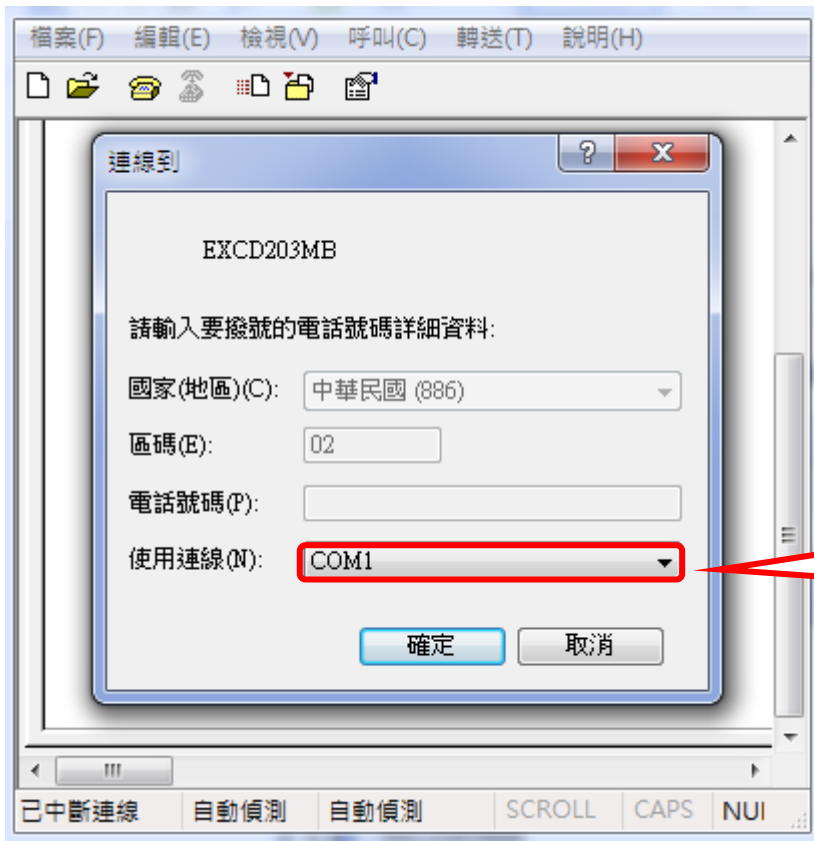 檔案(F) 編輯(E) 檢視(V) 呼叫(C) 轉送(T) 說明(H)
連線到
EXCD203MB
請輸入要撥號的電話號碼詳細資料:
國家(地區)(C): 中華民國 (886)
區碼(E): 02
電話號碼(P):
使用連線(N): COM1
確定 取消
已中斷連線 自動偵測 自動偵測 SCROLL CAPS NUI